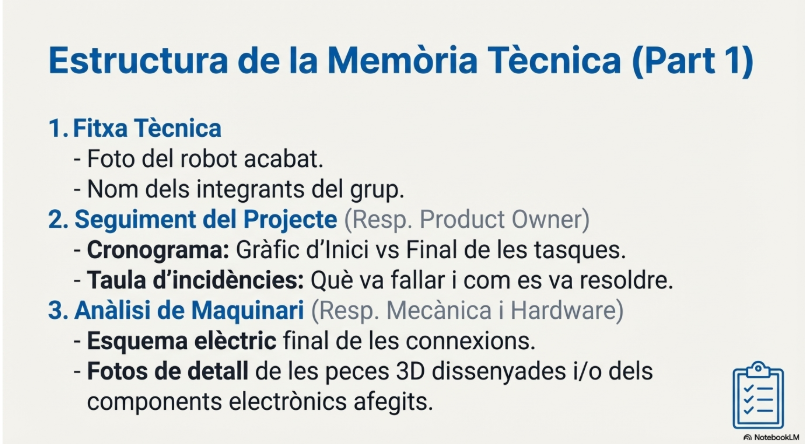 Estructura de la Memòria Tècnica (Part 1)
1. Fitxa Tècnica
- Foto del robot acabat.
- Nom dels integrants del grup.
2. Seguiment del Projecte (Resp. Product Owner)
- Cronograma: Gràfic d’Inici vs Final de les tasques.
- Taula d’incidències: Què va fallar i com es va resoldre.
3. Anàlisi de Maquinari (Resp. Mecànica i Hardware)
- Esquema elèctric final de les connexions.
- Fotos de detall de les peces 3D dissenyades i/o dels
components electrònics afegits.
NotebookLM